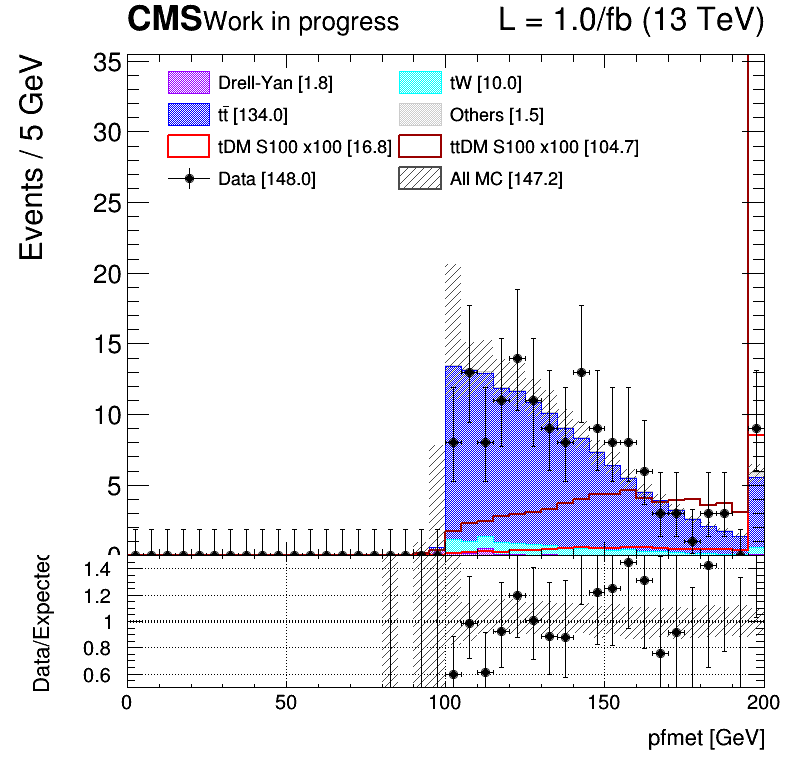 CMS Work in progress L = 1.0/fb (13 TeV)
Events / 5 GeV
35
30
25
20
15
10
5
0
Drell-Yan [1.8] tW [10.0]
tt̄ [134.0] Others [1.5]
tDM S100 x100 [16.8] ttDM S100 x100 [104.7]
Data [148.0] All MC [147.2]
Data/Expected
1.4
1.2
1
0.8
0.6
0 50 100 150 200
pfmet [GeV]